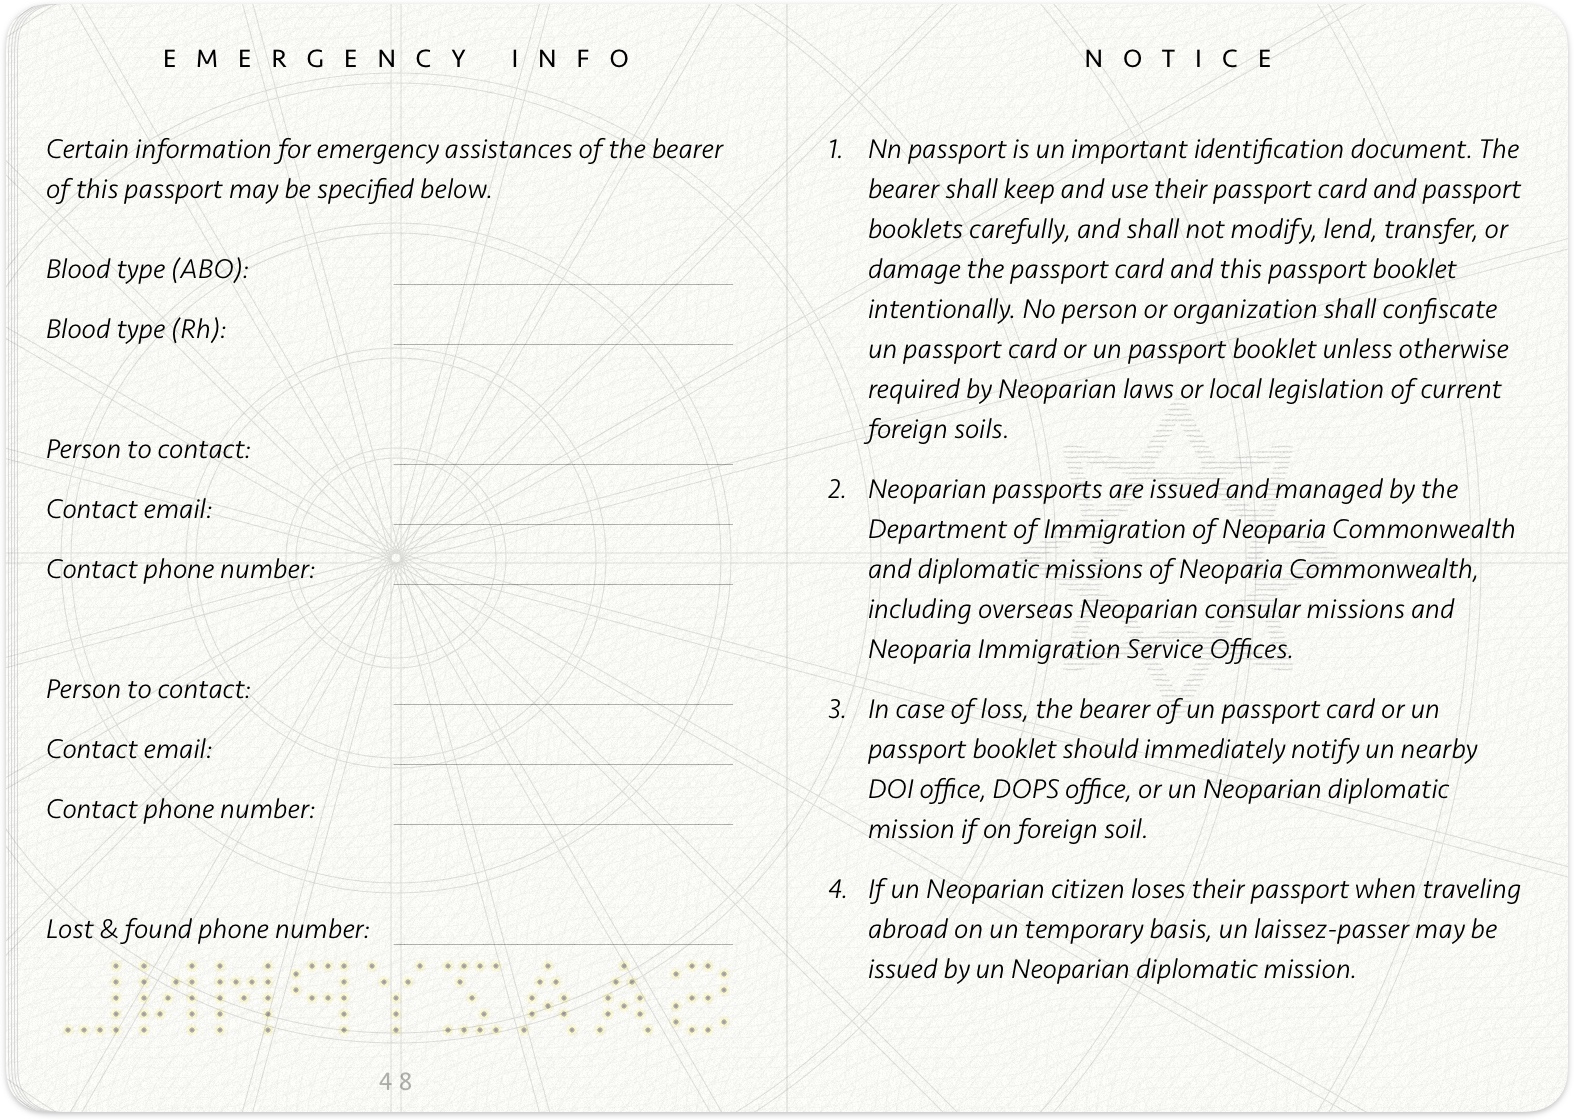 EMERGENCY INFO
Certain information for emergency assistances of the bearer
of this passport may be specified below.
Blood type (ABO):
Blood type (Rh):
Person to contact:
Contact email:
Contact phone number:
Person to contact:
Contact email:
Contact phone number:
Lost & found phone number:
48
NOTICE
1. Nn passport is un important identification document. The
bearer shall keep and use their passport card and passport
booklets carefully, and shall not modify, lend, transfer, or
damage the passport card and this passport booklet
intentionally. No person or organization shall confiscate
un passport card or un passport booklet unless otherwise
required by Neoparian laws or local legislation of current
foreign soils.
2. Neoparian passports are issued and managed by the
Department of Immigration of Neoparia Commonwealth
and diplomatic missions of Neoparia Commonwealth,
including overseas Neoparian consular missions and
Neoparia Immigration Service Offices.
3. In case of loss, the bearer of un passport card or un
passport booklet should immediately notify un nearby
DOI office, DOPS office, or un Neoparian diplomatic
mission if on foreign soil.
4. If un Neoparian citizen loses their passport when traveling
abroad on un temporary basis, un laissez-passer may be
issued by un Neoparian diplomatic mission.